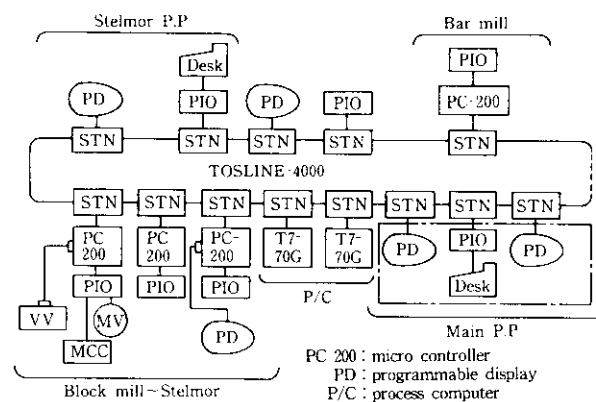 Stelmor P.P
Bar mill
Desk
PIO
PD
PIO
PD
PIO
PC·200
STN
STN
STN
STN
STN
TOSLINE·4000
STN
STN
STN
STN
STN
STN
STN
STN
PC
200
PC
200
PC-
200
T7-
70G
T7-
70G
PD
PIO
PD
PIO
PIO
PIO
Desk
P/C
VV
MV
MCC
PD
Main P.P
Block mill~Stelmor
PC 200 : micro controller
PD : programmable display
P/C : process computer